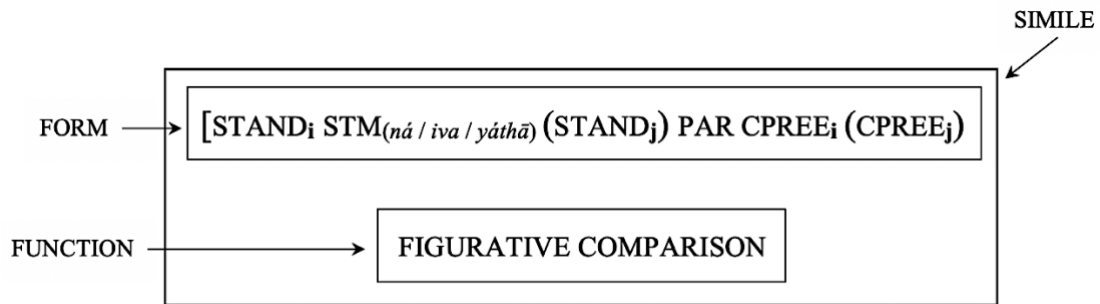 SIMILE
FORM [STANDᵢ STM₍ná / iva / yáthā₎ (STANDⱼ) PAR CPREEᵢ (CPREEⱼ)
FUNCTION FIGURATIVE COMPARISON